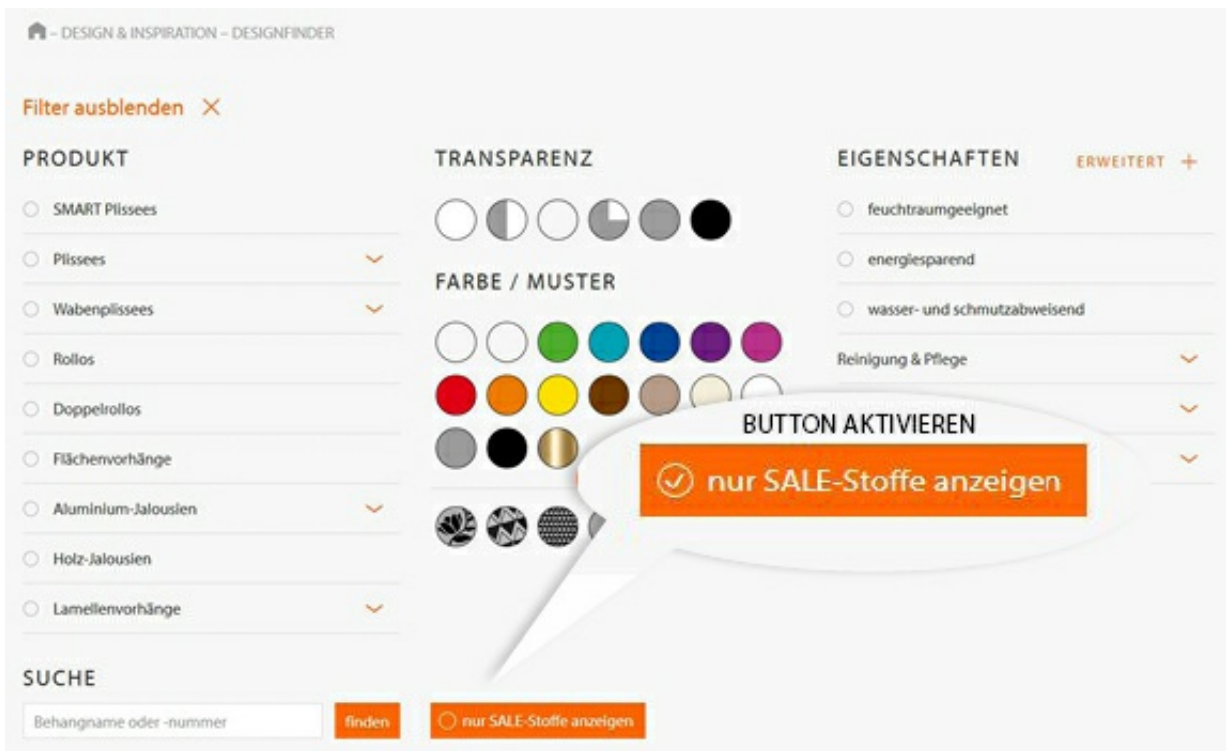 – DESIGN & INSPIRATION – DESIGNFINDER
Filter ausblenden
PRODUKT
SMART Plissees
Plissees
Wabenplissees
Rollos
Doppelrollos
Flächenvorhänge
Aluminium-Jalousien
Holz-Jalousien
Lamellenvorhänge
SUCHE
Behangname oder -nummer
finden
TRANSPARENZ
FARBE / MUSTER
nur SALE-Stoffe anzeigen
EIGENSCHAFTEN
ERWEITERT +
feuchtraumgeeignet
energiesparend
wasser- und schmutzabweisend
Reinigung & Pflege
BUTTON AKTIVIEREN
nur SALE-Stoffe anzeigen